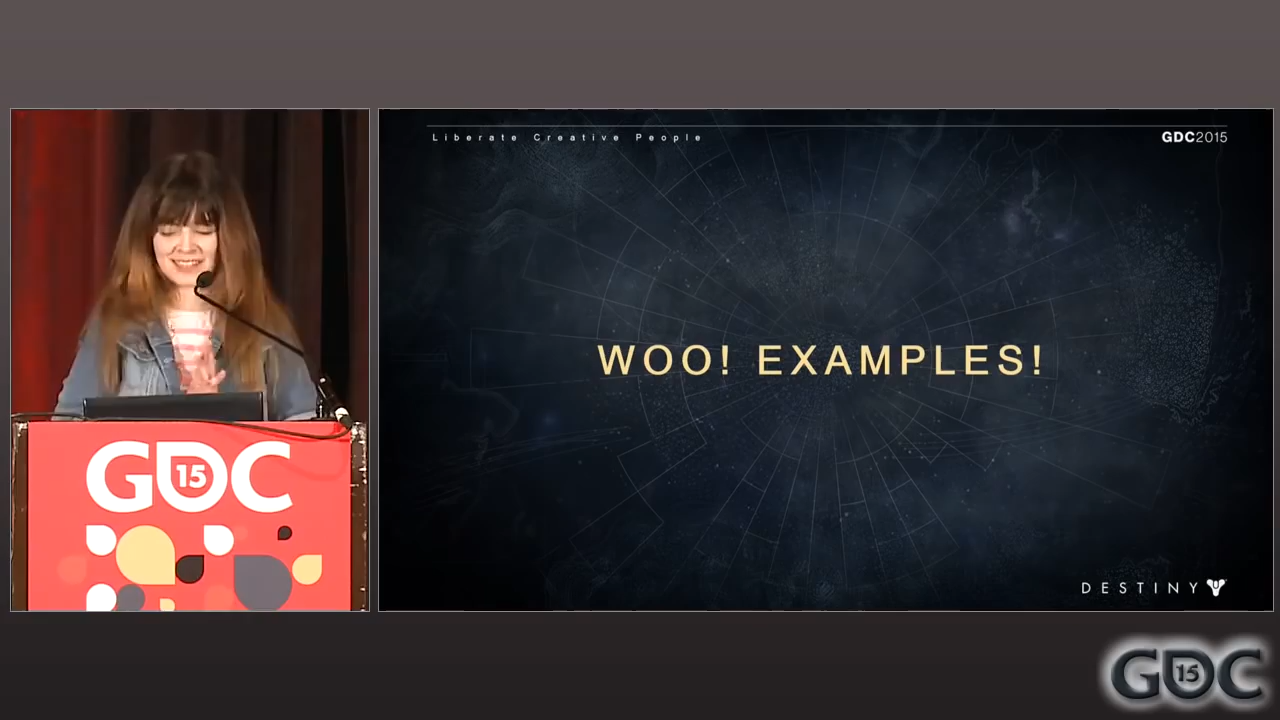 Liberate Creative People
GDC2015
WOO! EXAMPLES!
DESTINY
GDC
15
GDC
15